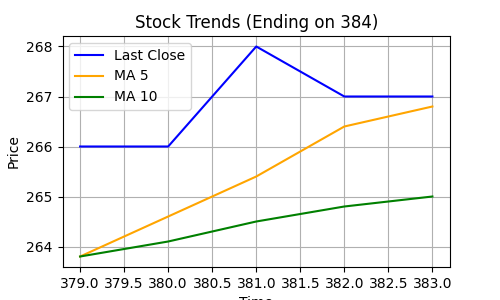 Stock Trends (Ending on 384)
268
267
266
265
264
Price
Last Close
MA 5
MA 10
379.0 379.5 380.0 380.5 381.0 381.5 382.0 382.5 383.0
Time